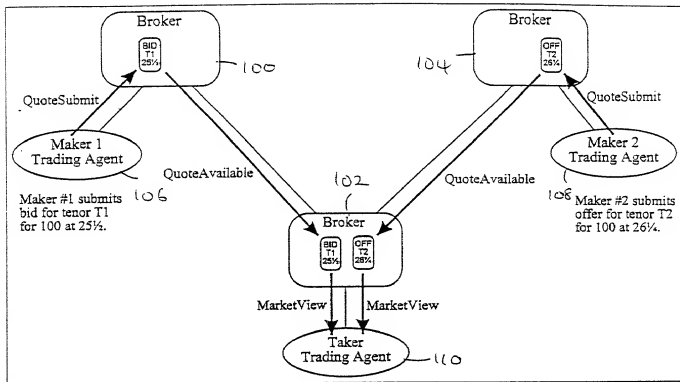 Broker
BID
T1
25½
100
QuoteSubmit
Maker 1
Trading Agent
106
Maker #1 submits
bid for tenor T1
for 100 at 25½.
QuoteAvailable
Broker
OFF
T2
26¼
104
QuoteSubmit
Maker 2
Trading Agent
108
Maker #2 submits
offer for tenor T2
for 100 at 26¼.
QuoteAvailable
102
Broker
BID
T1
25½
OFF
T2
26¼
MarketView
MarketView
Taker
Trading Agent
110